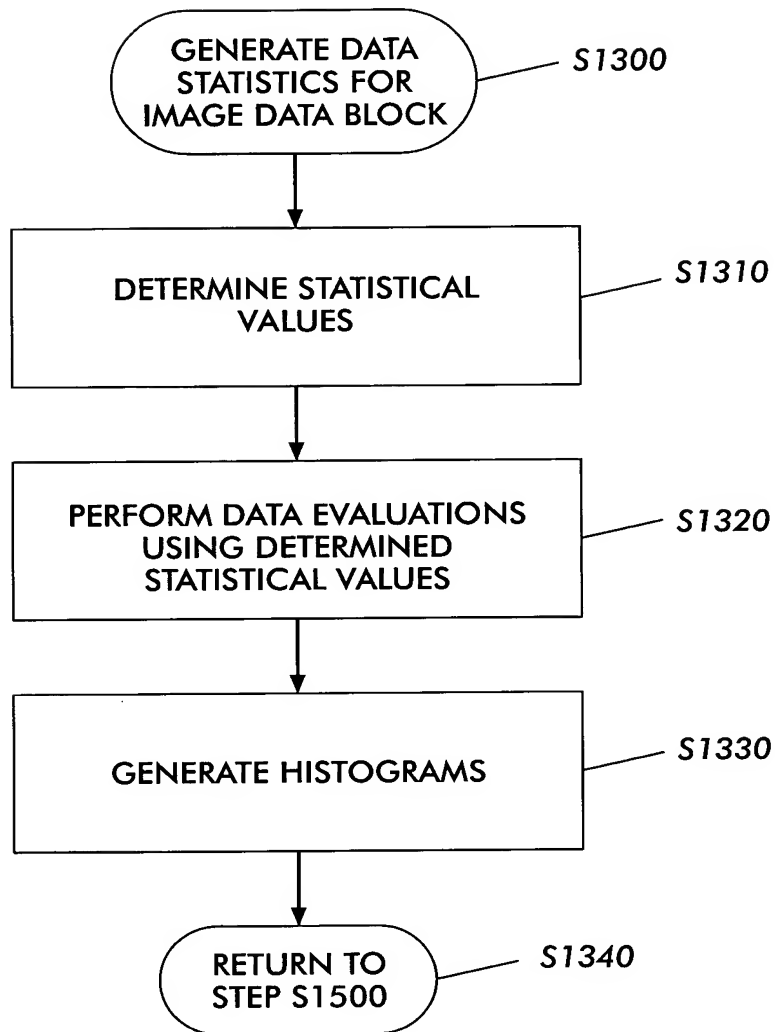 GENERATE DATA
STATISTICS FOR
IMAGE DATA BLOCK
S1300
DETERMINE STATISTICAL
VALUES
S1310
PERFORM DATA EVALUATIONS
USING DETERMINED
STATISTICAL VALUES
S1320
GENERATE HISTOGRAMS
S1330
RETURN TO
STEP S1500
S1340